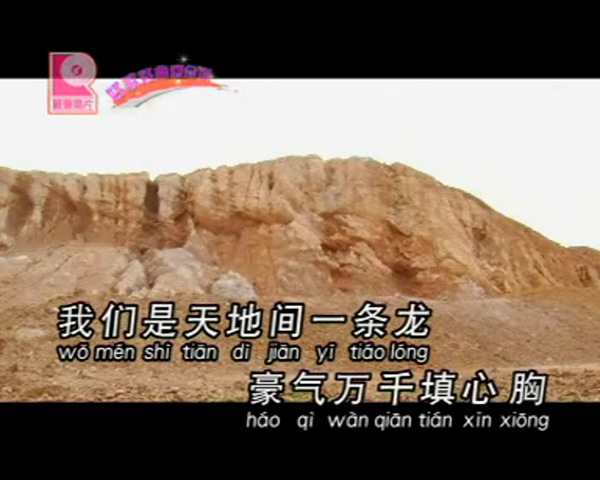 我们是天地间一条龙
wǒ mén shì tiān dì jiān yī tiáo lóng
豪气万千填心胸
háo qì wàn qiān tián xīn xiōng